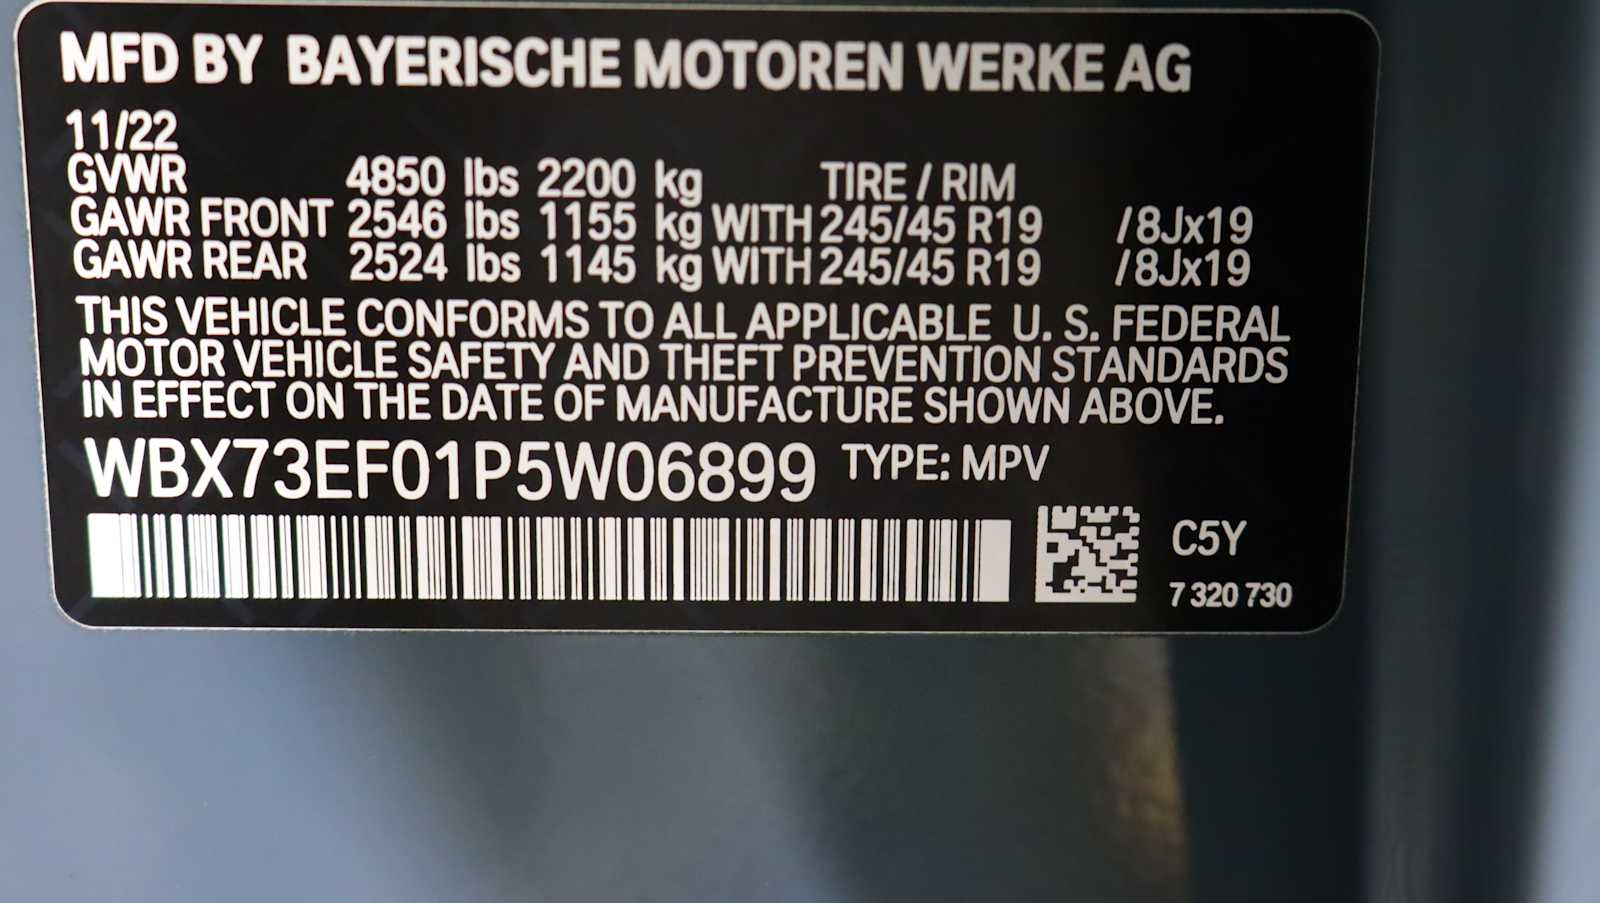 MFD BY BAYERISCHE MOTOREN WERKE AG
11/22
GVWR 4850 lbs 2200 kg TIRE / RIM
GAWR FRONT 2546 lbs 1155 kg WITH 245/45 R19 /8Jx19
GAWR REAR 2524 lbs 1145 kg WITH 245/45 R19 /8Jx19
THIS VEHICLE CONFORMS TO ALL APPLICABLE U. S. FEDERAL
MOTOR VEHICLE SAFETY AND THEFT PREVENTION STANDARDS
IN EFFECT ON THE DATE OF MANUFACTURE SHOWN ABOVE.
WBX73EF01P5W06899 TYPE: MPV
C5Y
7 320 730